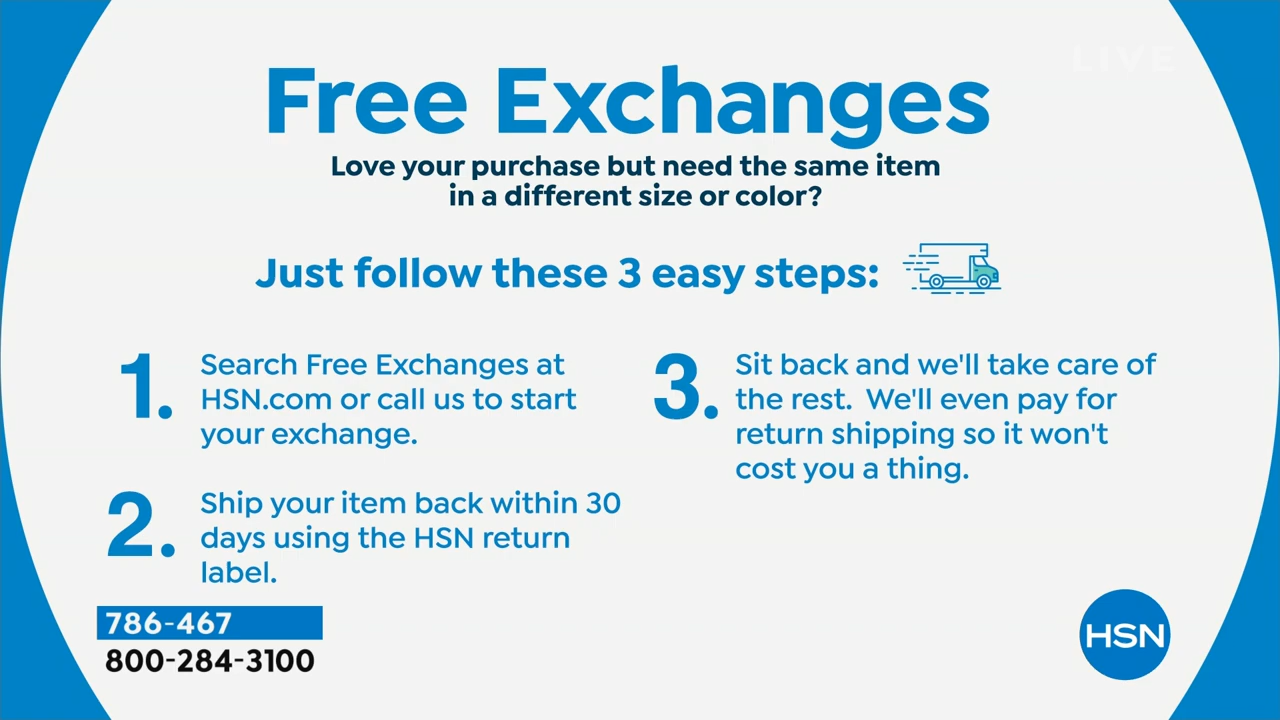 LIVE
Free Exchanges
Love your purchase but need the same item
in a different size or color?
Just follow these 3 easy steps:
1. Search Free Exchanges at
HSN.com or call us to start
your exchange.
2. Ship your item back within 30
days using the HSN return
label.
3. Sit back and we'll take care of
the rest. We'll even pay for
return shipping so it won't
cost you a thing.
786-467
800-284-3100
HSN